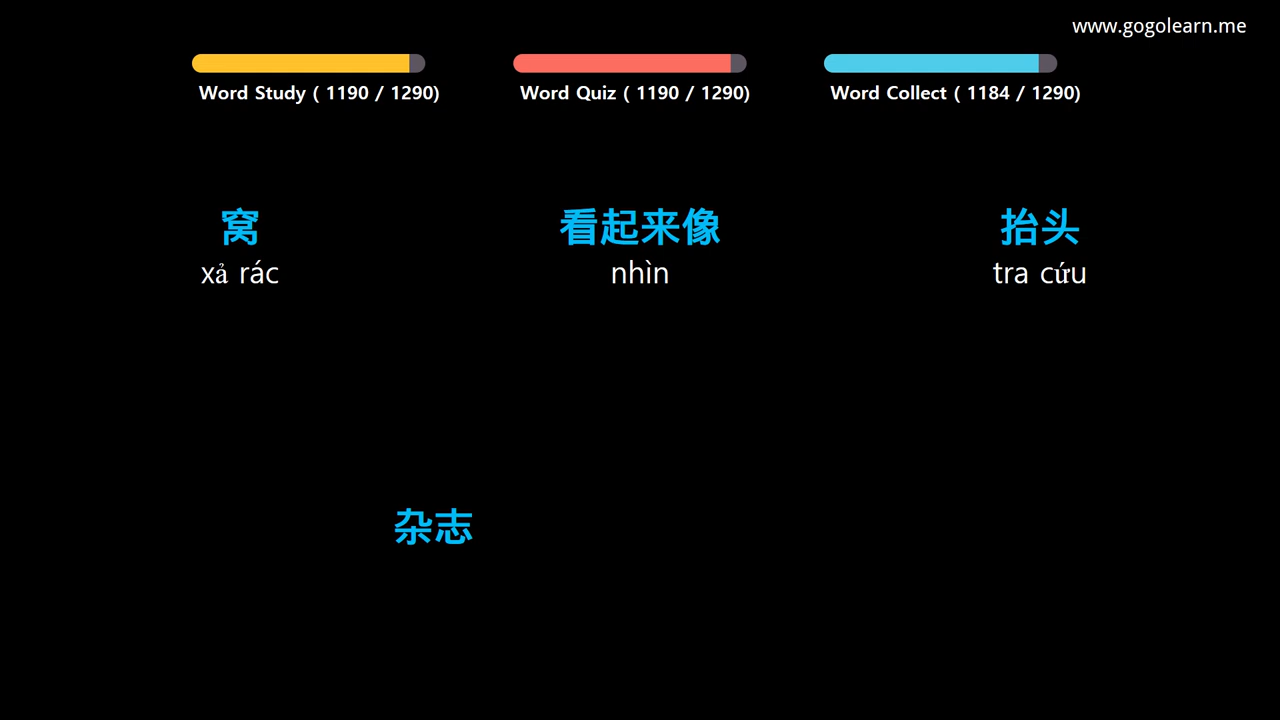 www.gogolearn.me
Word Study ( 1190 / 1290)
Word Quiz ( 1190 / 1290)
Word Collect ( 1184 / 1290)
窝
看起来像
抬头
xả rác
nhìn
tra cứu
杂志